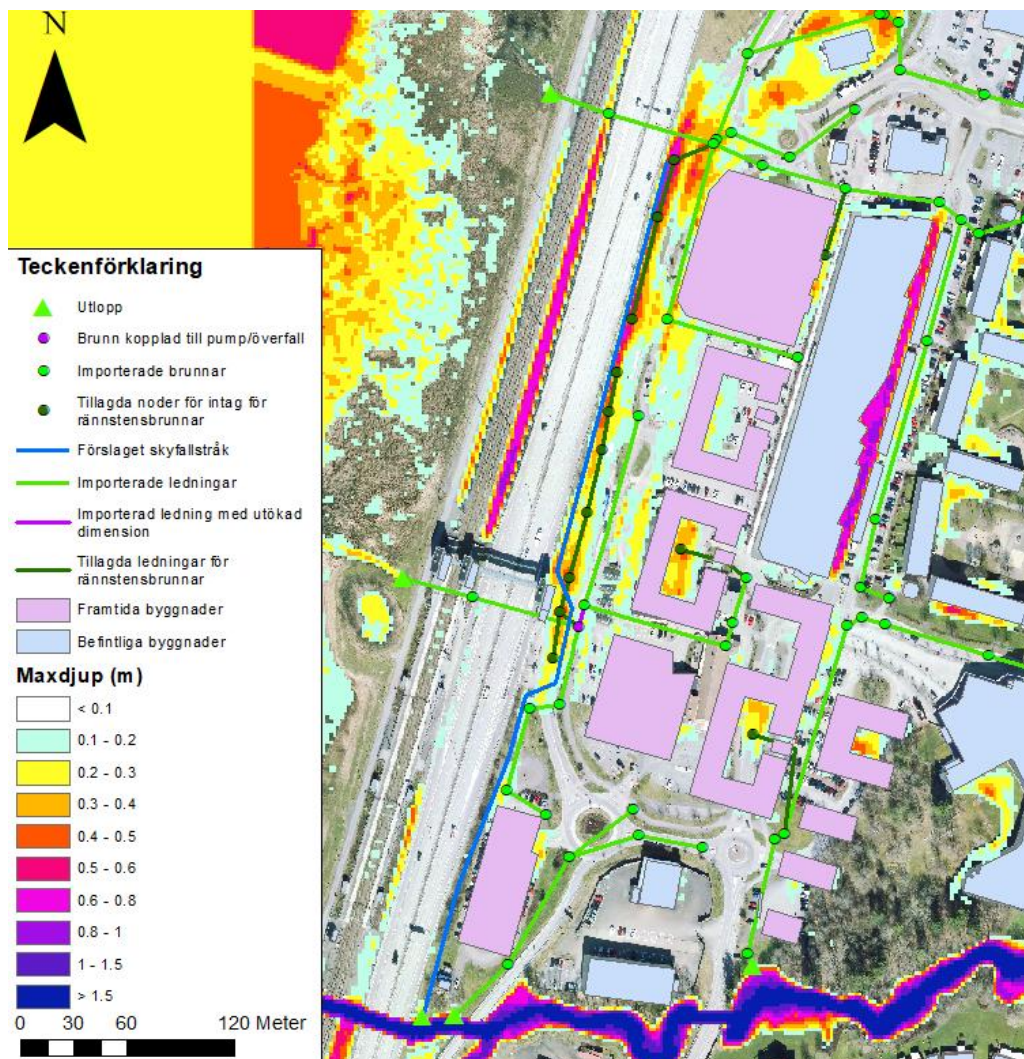 N
Teckenförklaring
Utlopp
Brunn kopplad till pump/överfall
Importerade brunnar
Tillagda noder för intag för
rännstensbrunnar
Förslaget skyfallstråk
Importerade ledningar
Importerad ledning med utökad
dimension
Tillagda ledningar för
rännstensbrunnar
Framtida byggnader
Befintliga byggnader
Maxdjup (m)
< 0.1
0.1 - 0.2
0.2 - 0.3
0.3 - 0.4
0.4 - 0.5
0.5 - 0.6
0.6 - 0.8
0.8 - 1
1 - 1.5
> 1.5
0 30 60 120 Meter